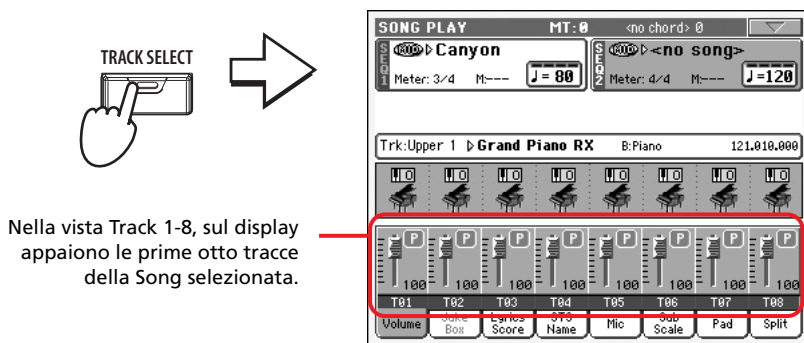 TRACK SELECT
SONG PLAY MT:0 <no chord> 0
SEQ1 Canyon
Meter: 3/4 M:--- ♩= 80
SEQ2 <no song>
Meter: 4/4 M:--- ♩=120
Trk:Upper 1 Grand Piano RX B:Piano 121.010.000
Nella vista Track 1-8, sul display
appaiono le prime otto tracce
della Song selezionata.
P P P P P P P P
100 100 100 100 100 100 100 100
T01 T02 T03 T04 T05 T06 T07 T08
Volume Juke Box Lyrics Score STS Name Mic Sub Scale Pad Split